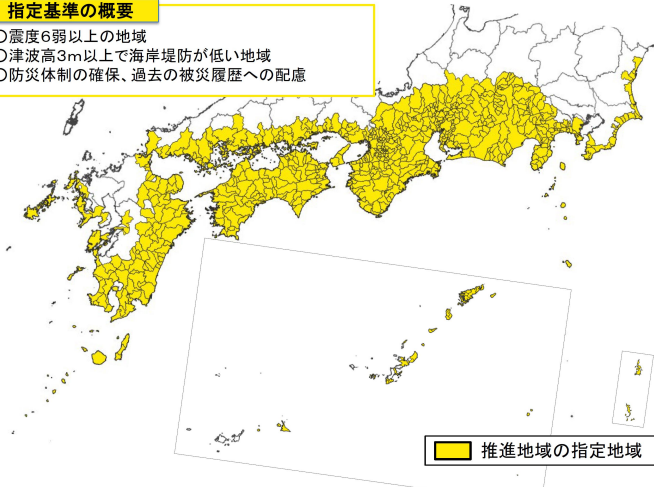 指定基準の概要
○震度6弱以上の地域
○津波高3m以上で海岸堤防が低い地域
○防災体制の確保、過去の被災履歴への配慮
推進地域の指定地域